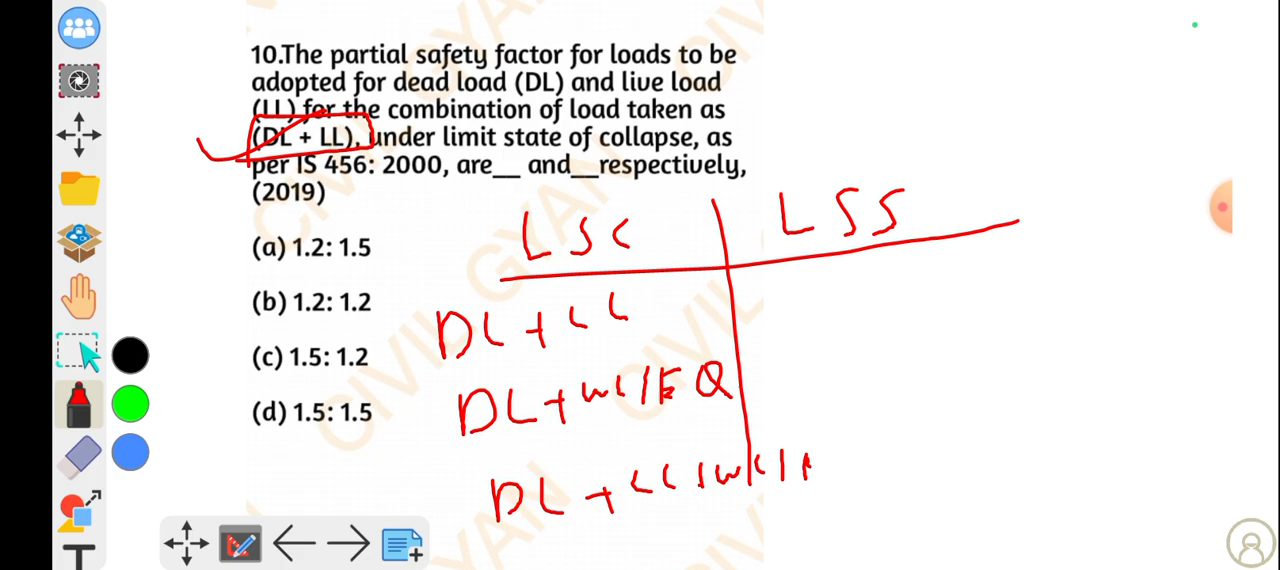 10.The partial safety factor for loads to be
adopted for dead load (DL) and live load
(LL) for the combination of load taken as
(DL + LL), under limit state of collapse, as
per IS 456: 2000, are__ and__respectively,
(2019)
(a) 1.2: 1.5
(b) 1.2: 1.2
(c) 1.5: 1.2
(d) 1.5: 1.5
LSC
LSS
DL + LL
DL + WL/EQ
DL + LL + WL/
T
CIVIL GYAN